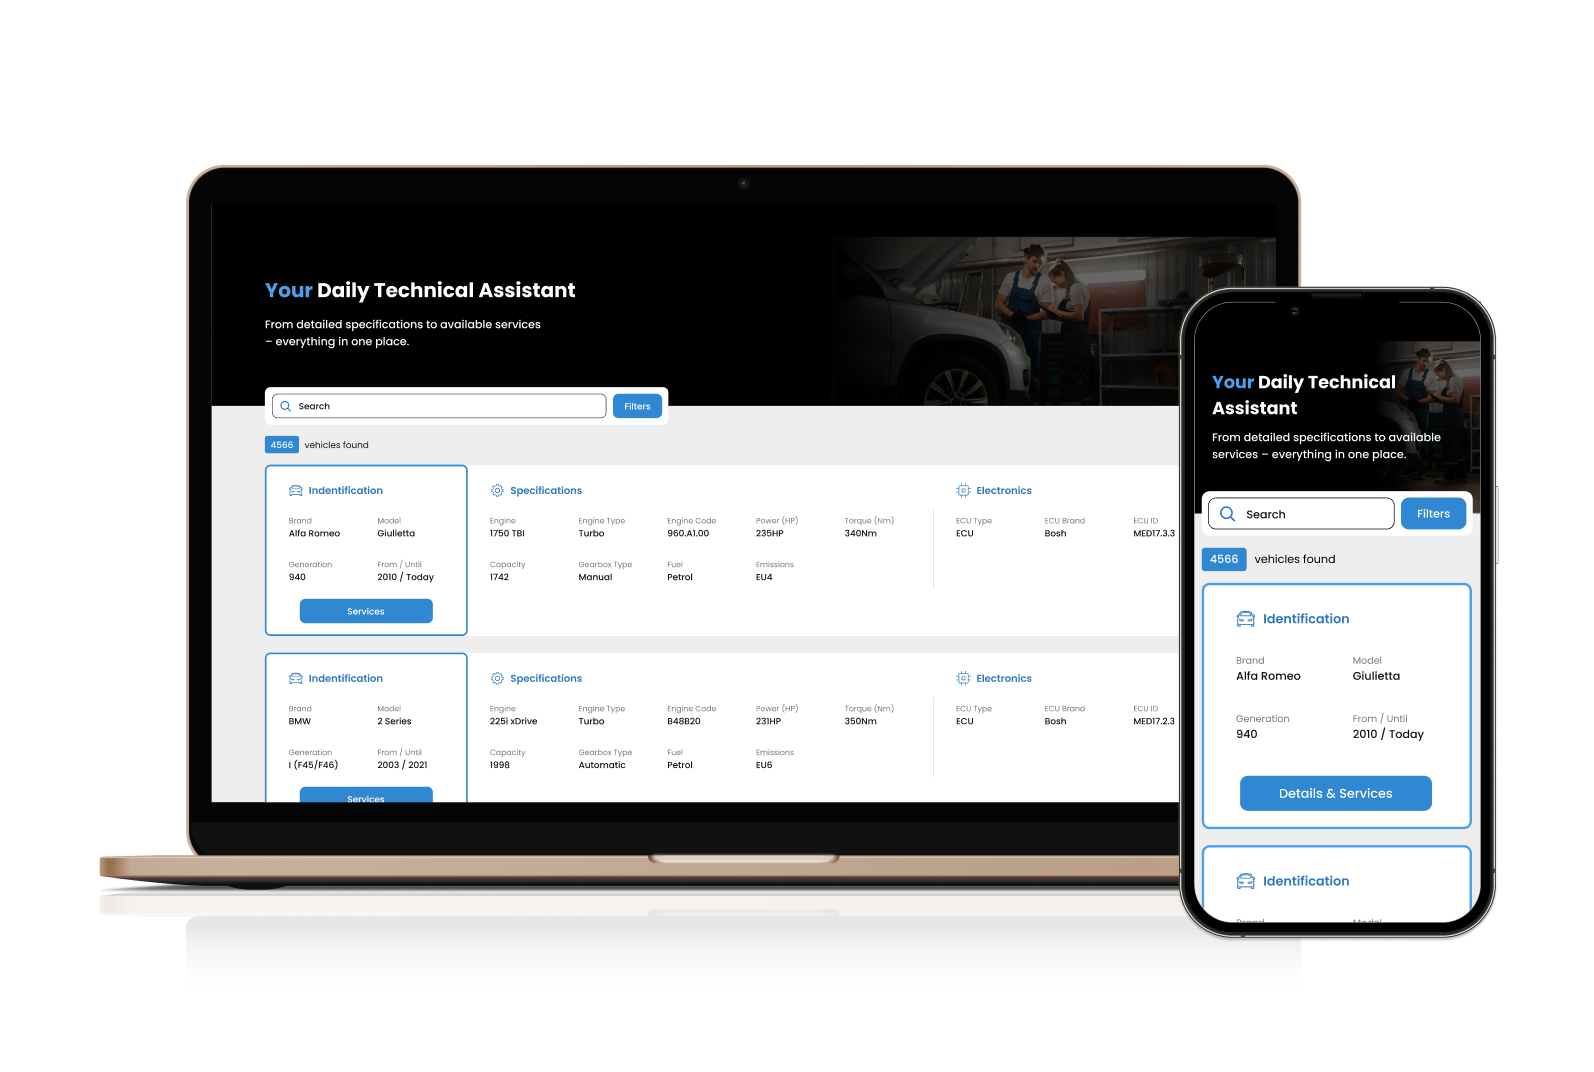 Your Daily Technical Assistant
From detailed specifications to available services
– everything in one place.
Search Filters
4566 vehicles found
Indentification Specifications Electronics
Brand Model Engine Engine Type Engine Code Power (HP) Torque (Nm) ECU Type ECU Brand ECU ID
Alfa Romeo Giulietta 1750 TBI Turbo 960.A1.00 235HP 340Nm ECU Bosh MED17.3.3
Generation From / Until Capacity Gearbox Type Fuel Emissions
940 2010 / Today 1742 Manual Petrol EU4
Services
Indentification Specifications Electronics
Brand Model Engine Engine Type Engine Code Power (HP) Torque (Nm) ECU Type ECU Brand ECU ID
BMW 2 Series 225i xDrive Turbo B48B20 231HP 350Nm ECU Bosh MED17.2.3
Generation From / Until Capacity Gearbox Type Fuel Emissions
I (F45/F46) 2003 / 2021 1998 Automatic Petrol EU6
Services
Your Daily Technical
Assistant
From detailed specifications to available
services – everything in one place.
Search Filters
4566 vehicles found
Identification
Brand Model
Alfa Romeo Giulietta
Generation From / Until
940 2010 / Today
Details & Services
Identification
Brand Model